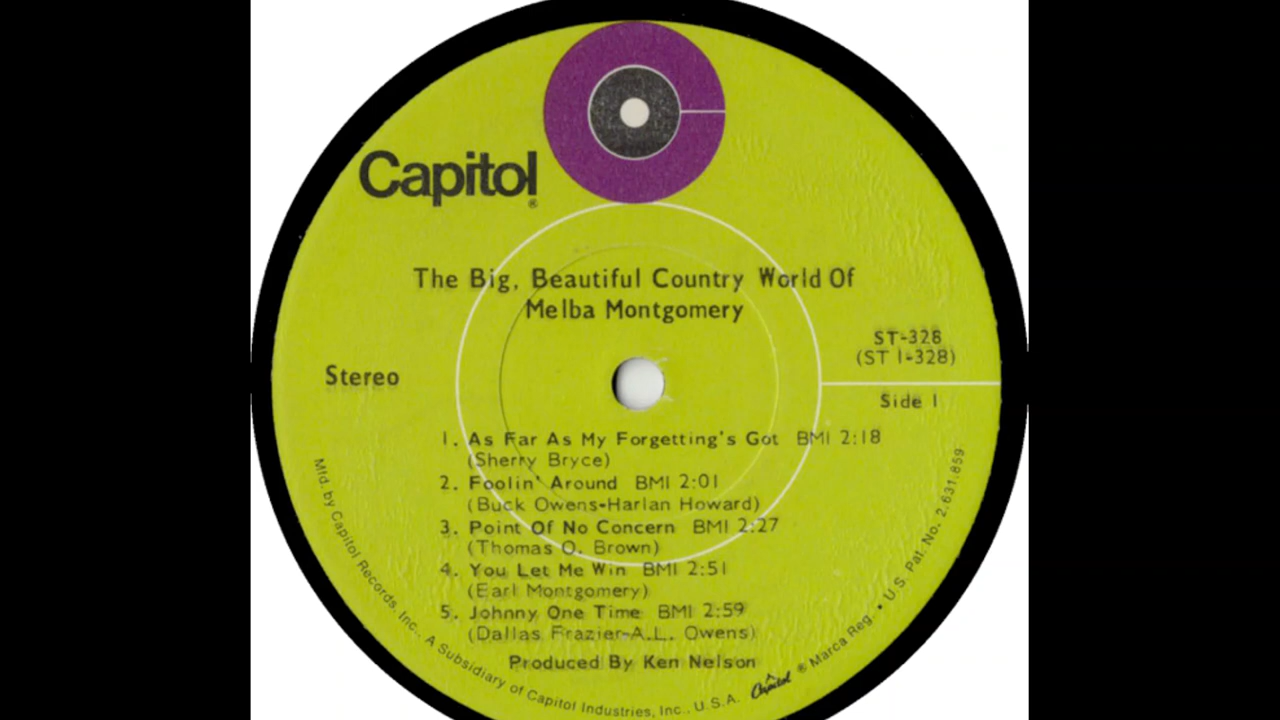 Capitol®
The Big, Beautiful Country World Of
Melba Montgomery
ST-328
(ST 1-328)
Stereo
Side 1
1. As Far As My Forgetting's Got BMI 2:18
(Sherry Bryce)
2. Foolin' Around BMI 2:01
(Buck Owens-Harlan Howard)
3. Point Of No Concern BMI 2:27
(Thomas O. Brown)
4. You Let Me Win BMI 2:51
(Earl Montgomery)
5. Johnny One Time BMI 2:59
(Dallas Frazier-A.L. Owens)
Produced By Ken Nelson
Mfd. by Capitol Records, Inc., A Subsidiary of Capitol Industries, Inc., U.S.A. Capitol ® Marca Reg. • U.S. Pat. No. 2,631,859